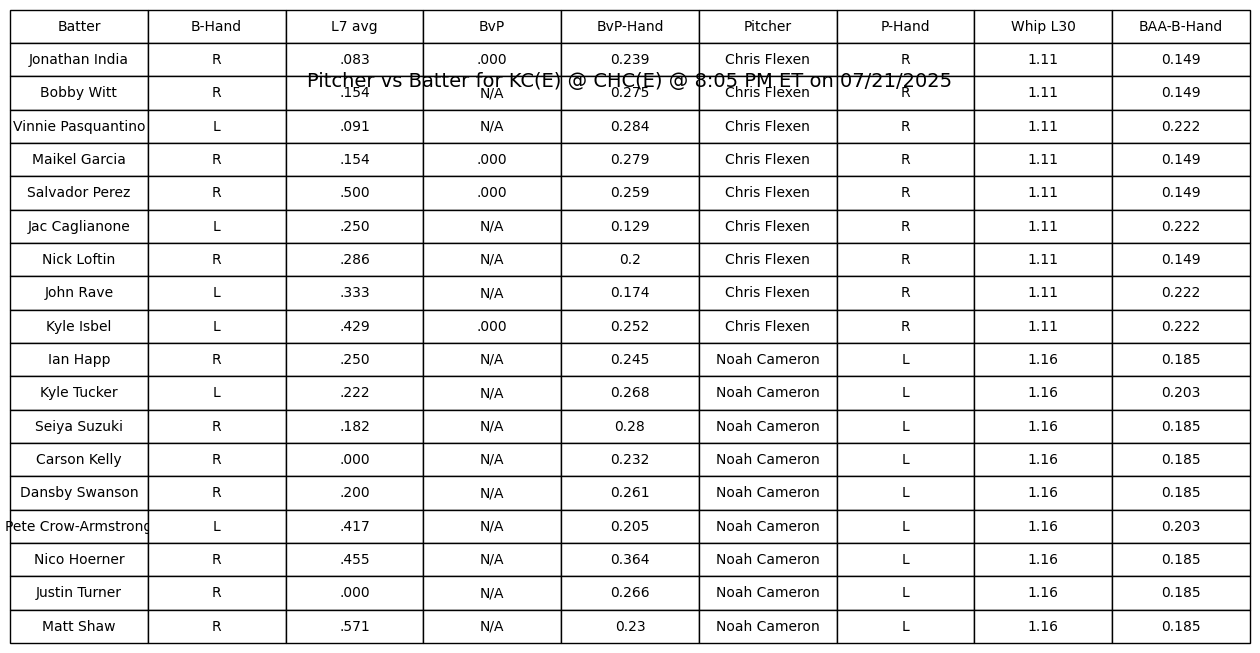 Batter B-Hand L7 avg BvP BvP-Hand Pitcher P-Hand Whip L30 BAA-B-Hand
Jonathan India R .083 .000 0.239 Chris Flexen R 1.11 0.149
Pitcher vs Batter for KC(E) @ CHC(E) @ 8:05 PM ET on 07/21/2025
Bobby Witt R .154 N/A 0.275 Chris Flexen R 1.11 0.149
Vinnie Pasquantino L .091 N/A 0.284 Chris Flexen R 1.11 0.222
Maikel Garcia R .154 .000 0.279 Chris Flexen R 1.11 0.149
Salvador Perez R .500 .000 0.259 Chris Flexen R 1.11 0.149
Jac Caglianone L .250 N/A 0.129 Chris Flexen R 1.11 0.222
Nick Loftin R .286 N/A 0.2 Chris Flexen R 1.11 0.149
John Rave L .333 N/A 0.174 Chris Flexen R 1.11 0.222
Kyle Isbel L .429 .000 0.252 Chris Flexen R 1.11 0.222
Ian Happ R .250 N/A 0.245 Noah Cameron L 1.16 0.185
Kyle Tucker L .222 N/A 0.268 Noah Cameron L 1.16 0.203
Seiya Suzuki R .182 N/A 0.28 Noah Cameron L 1.16 0.185
Carson Kelly R .000 N/A 0.232 Noah Cameron L 1.16 0.185
Dansby Swanson R .200 N/A 0.261 Noah Cameron L 1.16 0.185
Pete Crow-Armstrong L .417 N/A 0.205 Noah Cameron L 1.16 0.203
Nico Hoerner R .455 N/A 0.364 Noah Cameron L 1.16 0.185
Justin Turner R .000 N/A 0.266 Noah Cameron L 1.16 0.185
Matt Shaw R .571 N/A 0.23 Noah Cameron L 1.16 0.185